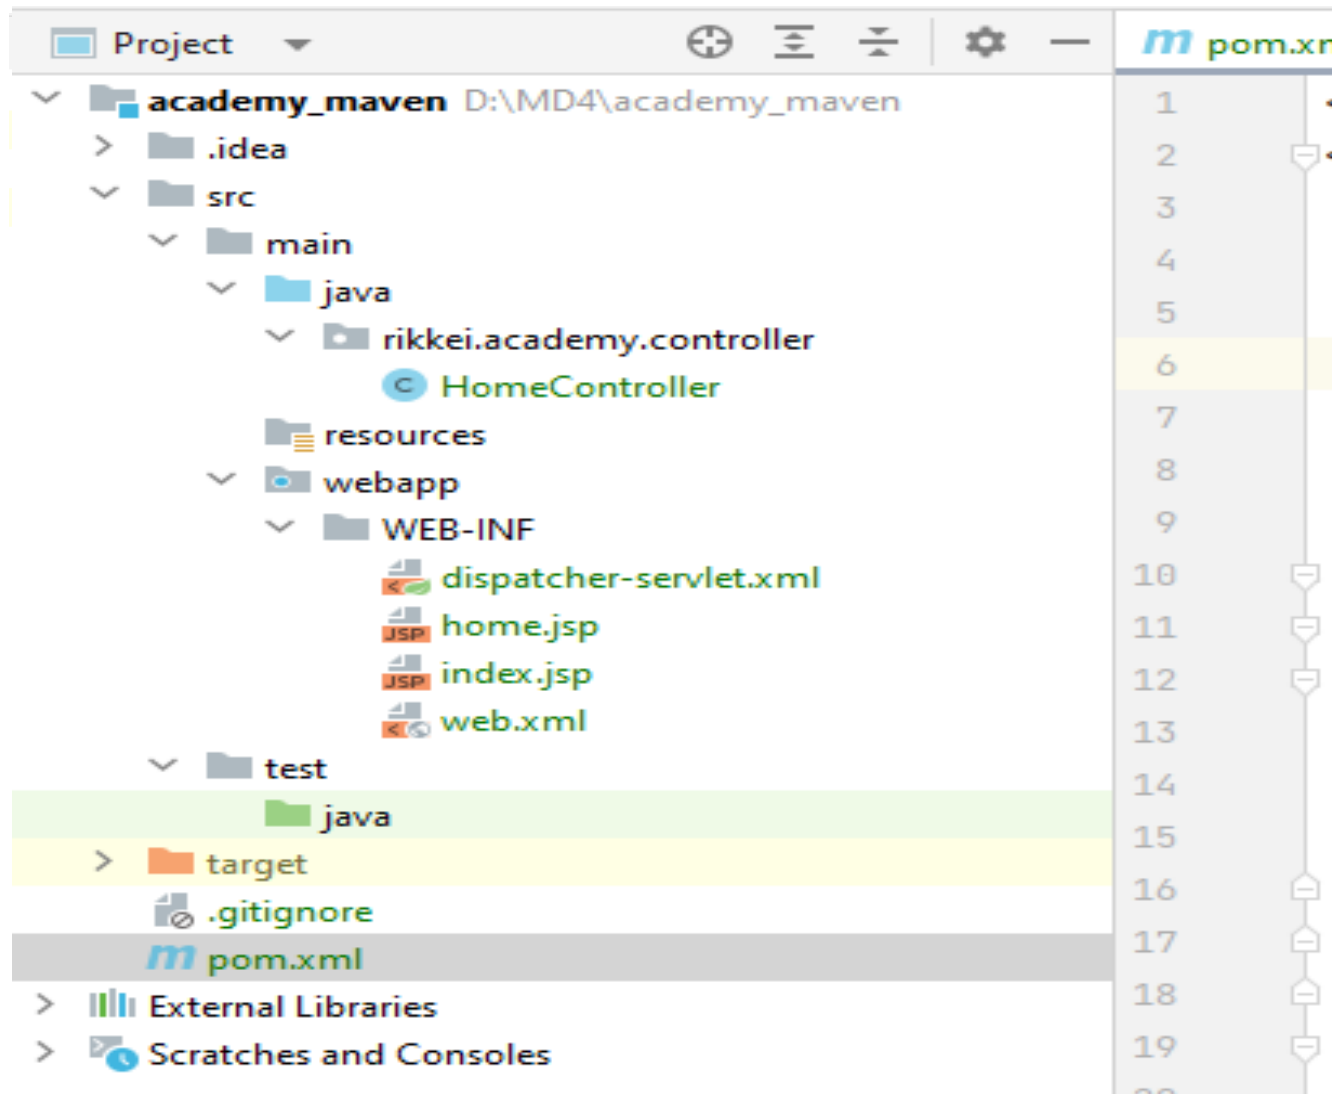 Project
academy_maven D:\MD4\academy_maven
.idea
src
main
java
rikkei.academy.controller
C HomeController
resources
webapp
WEB-INF
dispatcher-servlet.xml
JSP home.jsp
JSP index.jsp
web.xml
test
java
target
.gitignore
m pom.xml
External Libraries
Scratches and Consoles
m pom.x
1
2
3
4
5
6
7
8
9
10
11
12
13
14
15
16
17
18
19